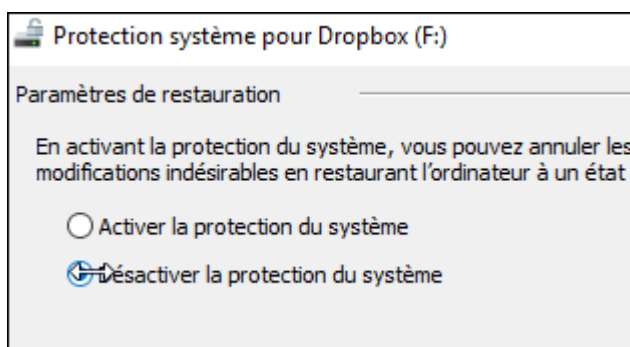 Protection système pour Dropbox (F:)
Paramètres de restauration
En activant la protection du système, vous pouvez annuler les
modifications indésirables en restaurant l’ordinateur à un état
Activer la protection du système
Désactiver la protection du système